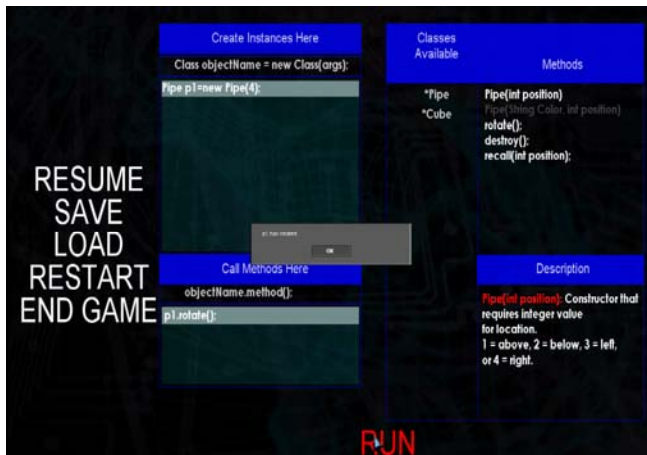 RESUME
SAVE
LOAD
RESTART
END GAME
Create Instances Here
Class objectName = new Class(args);
Pipe p1=new Pipe(4);
OK
Call Methods Here
objectName.method();
p1.rotate();
Classes
Available
*Pipe
*Cube
Methods
Pipe(int position)
Pipe(String Color, int position)
rotate();
destroy();
recall(int position);
Description
Pipe(int position): Constructor that
requires integer value
for location.
1 = above, 2 = below, 3 = left,
or 4 = right.
RUN